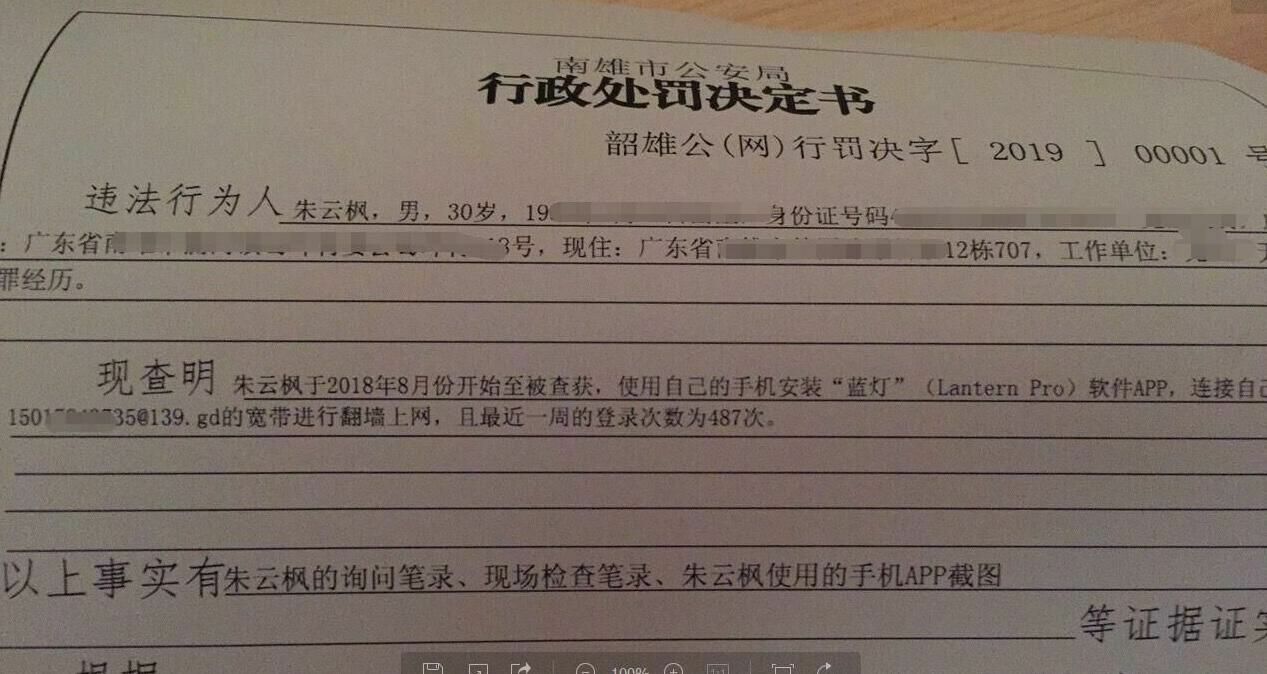 南雄市公安局
行政处罚决定书
韶雄公(网)行罚决字[ 2019 ] 00001 号
违法行为人 朱云枫，男，30岁，19 身份证号码
：广东省南 号，现住：广东省 12栋707，工作单位：
罪经历。
现查明 朱云枫于2018年8月份开始至被查获，使用自己的手机安装“蓝灯”（Lantern Pro）软件APP，连接自己
150 35@139.gd的宽带进行翻墙上网，且最近一周的登录次数为487次。
以上事实有朱云枫的询问笔录、现场检查笔录、朱云枫使用的手机APP截图
等证据证实
根据
100%